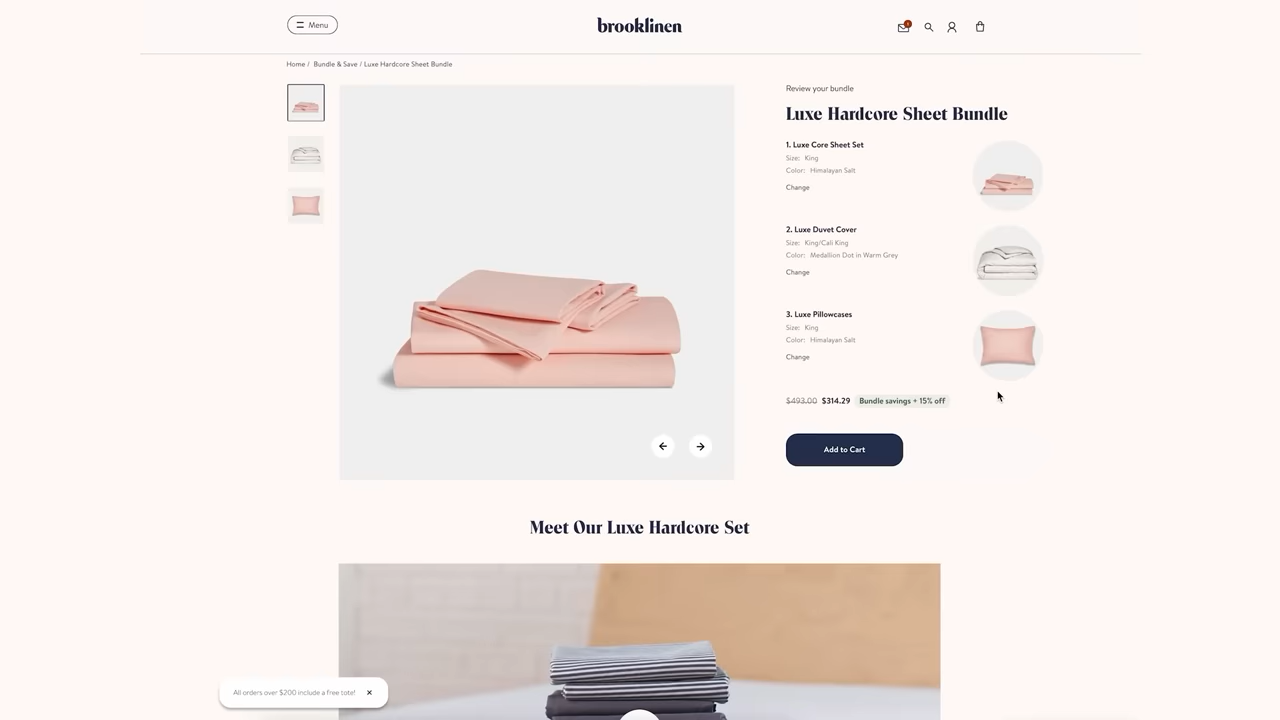 Menu
brooklinen
1
Home / Bundle & Save / Luxe Hardcore Sheet Bundle
Review your bundle
Luxe Hardcore Sheet Bundle
1. Luxe Core Sheet Set
Size: King
Color: Himalayan Salt
Change
2. Luxe Duvet Cover
Size: King/Cali King
Color: Medallion Dot in Warm Grey
Change
3. Luxe Pillowcases
Size: King
Color: Himalayan Salt
Change
$493.00 $314.29 Bundle savings + 15% off
Add to Cart
Meet Our Luxe Hardcore Set
All orders over $200 include a free tote!